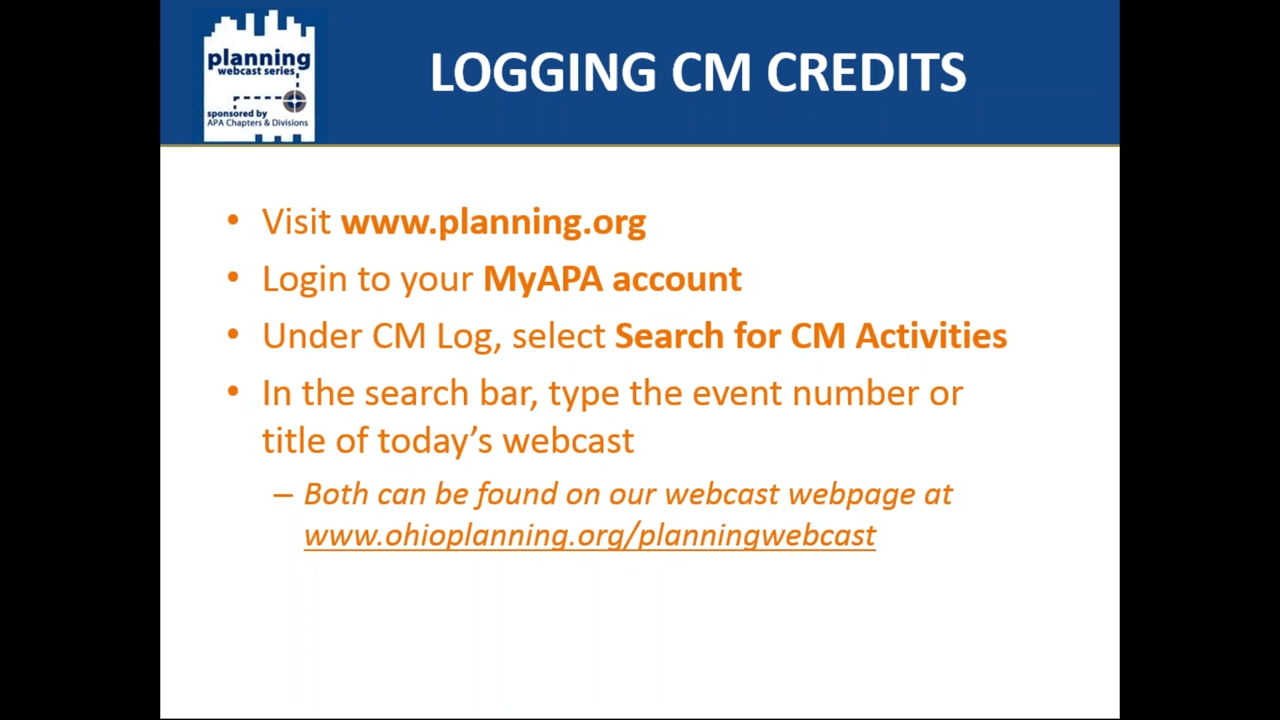 planning
webcast series
sponsored by
APA Chapters & Divisions
LOGGING CM CREDITS
• Visit www.planning.org
• Login to your MyAPA account
• Under CM Log, select Search for CM Activities
• In the search bar, type the event number or
title of today’s webcast
– Both can be found on our webcast webpage at
www.ohioplanning.org/planningwebcast